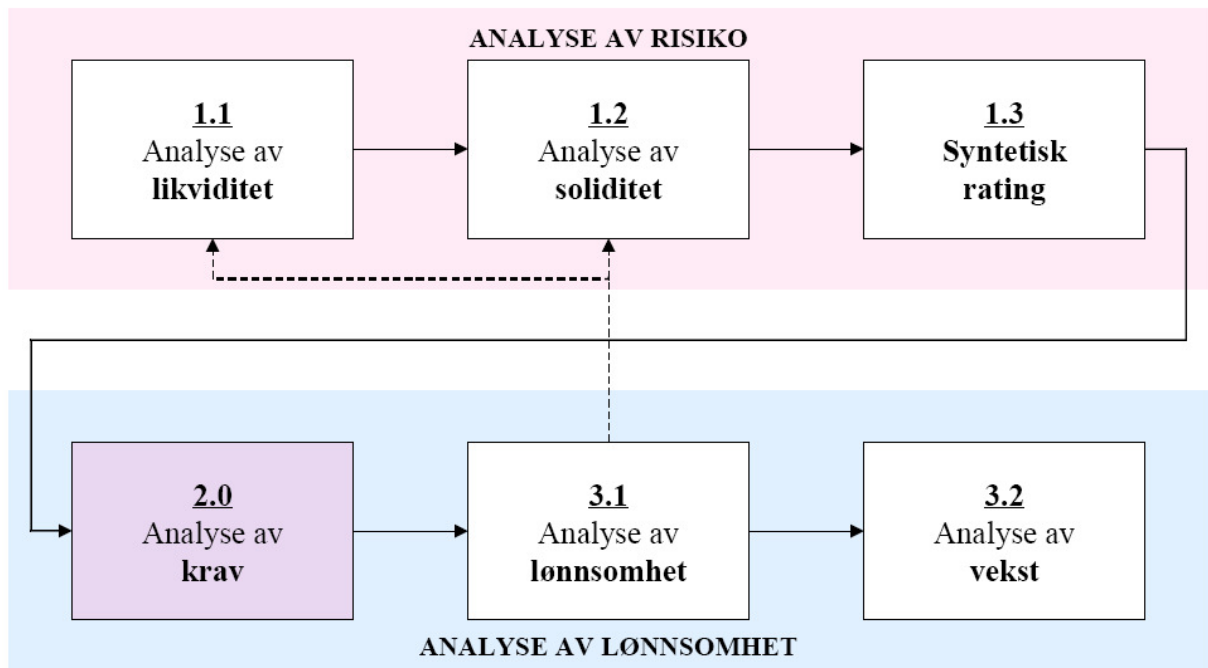 ANALYSE AV RISIKO
1.1
Analyse av
likviditet
1.2
Analyse av
soliditet
1.3
Syntetisk
rating
2.0
Analyse av
krav
3.1
Analyse av
lønnsomhet
3.2
Analyse av
vekst
ANALYSE AV LØNNSOMHET